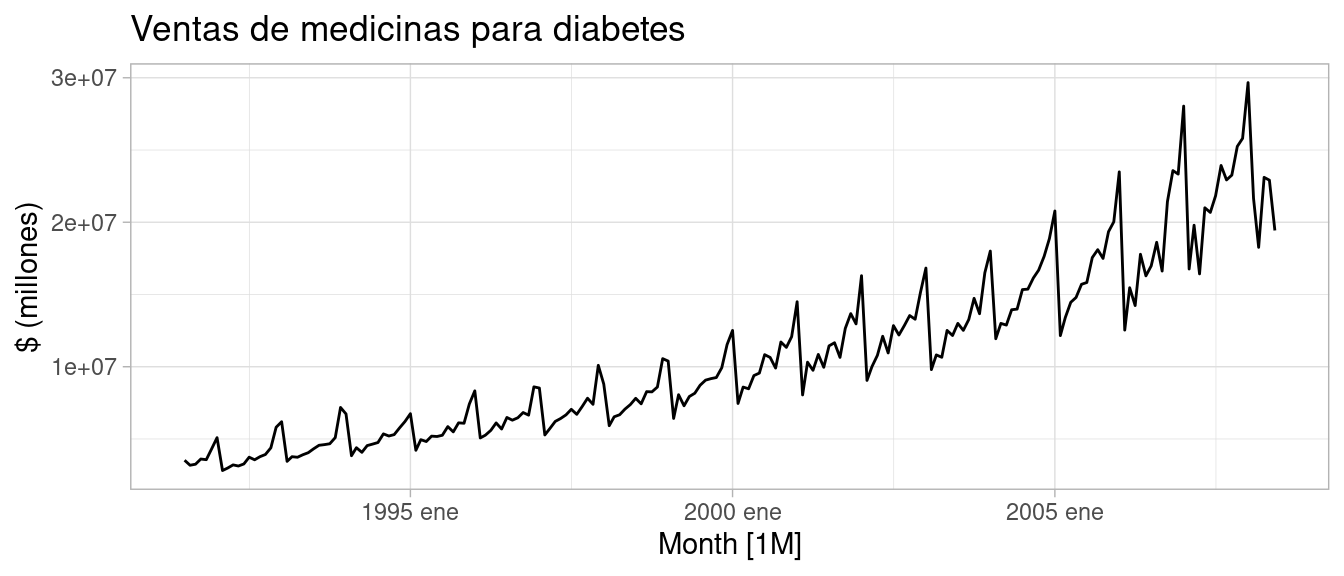 Ventas de medicinas para diabetes
3e+07
2e+07
1e+07
$ (millones)
1995 ene
2000 ene
2005 ene
Month [1M]